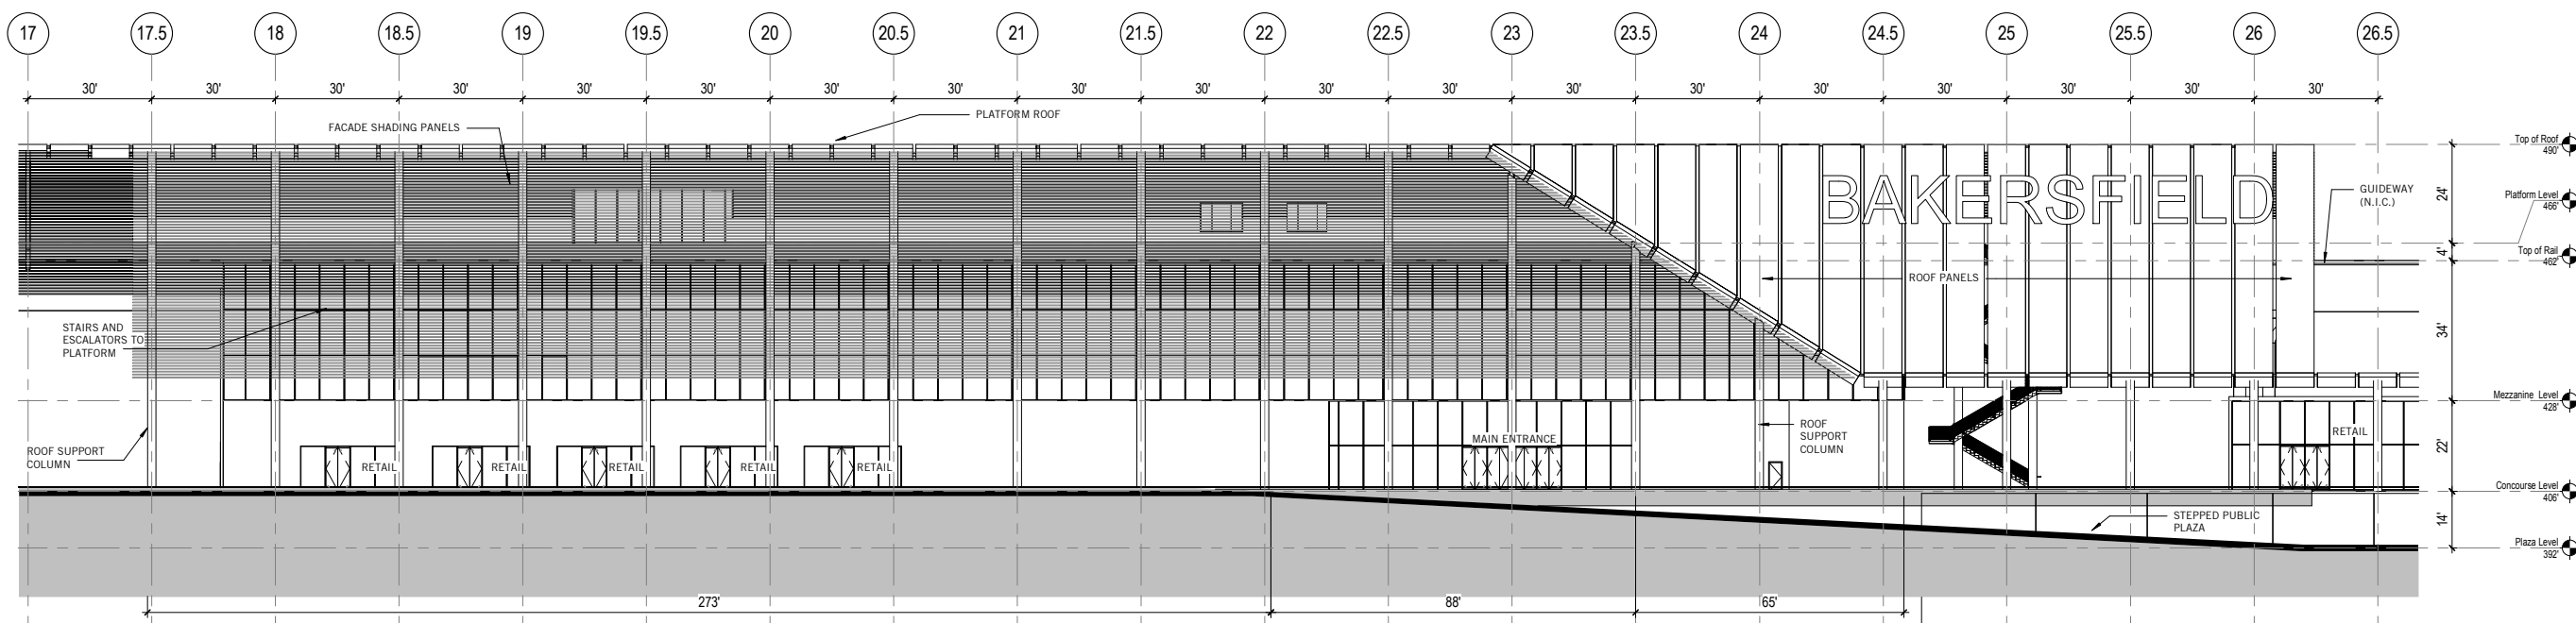 17 17.5 18 18.5 19 19.5 20 20.5 21 21.5 22 22.5 23 23.5 24 24.5 25 25.5 26 26.5
30' 30' 30' 30' 30' 30' 30' 30' 30' 30' 30' 30' 30' 30' 30' 30' 30' 30' 30'
PLATFORM ROOF
FACADE SHADING PANELS
Top of Roof
490'
24'
BAKERSFIELD
GUIDEWAY
(N.I.C.)
Platform Level
466'
4'
Top of Rail
462'
ROOF PANELS
STAIRS AND
ESCALATORS TO
PLATFORM
34'
Mezzanine Level
428'
ROOF SUPPORT
COLUMN
RETAIL
RETAIL
RETAIL
RETAIL
RETAIL
MAIN ENTRANCE
ROOF
SUPPORT
COLUMN
RETAIL
22'
Concourse Level
406'
STEPPED PUBLIC
PLAZA
14'
Plaza Level
392'
273' 88' 65'